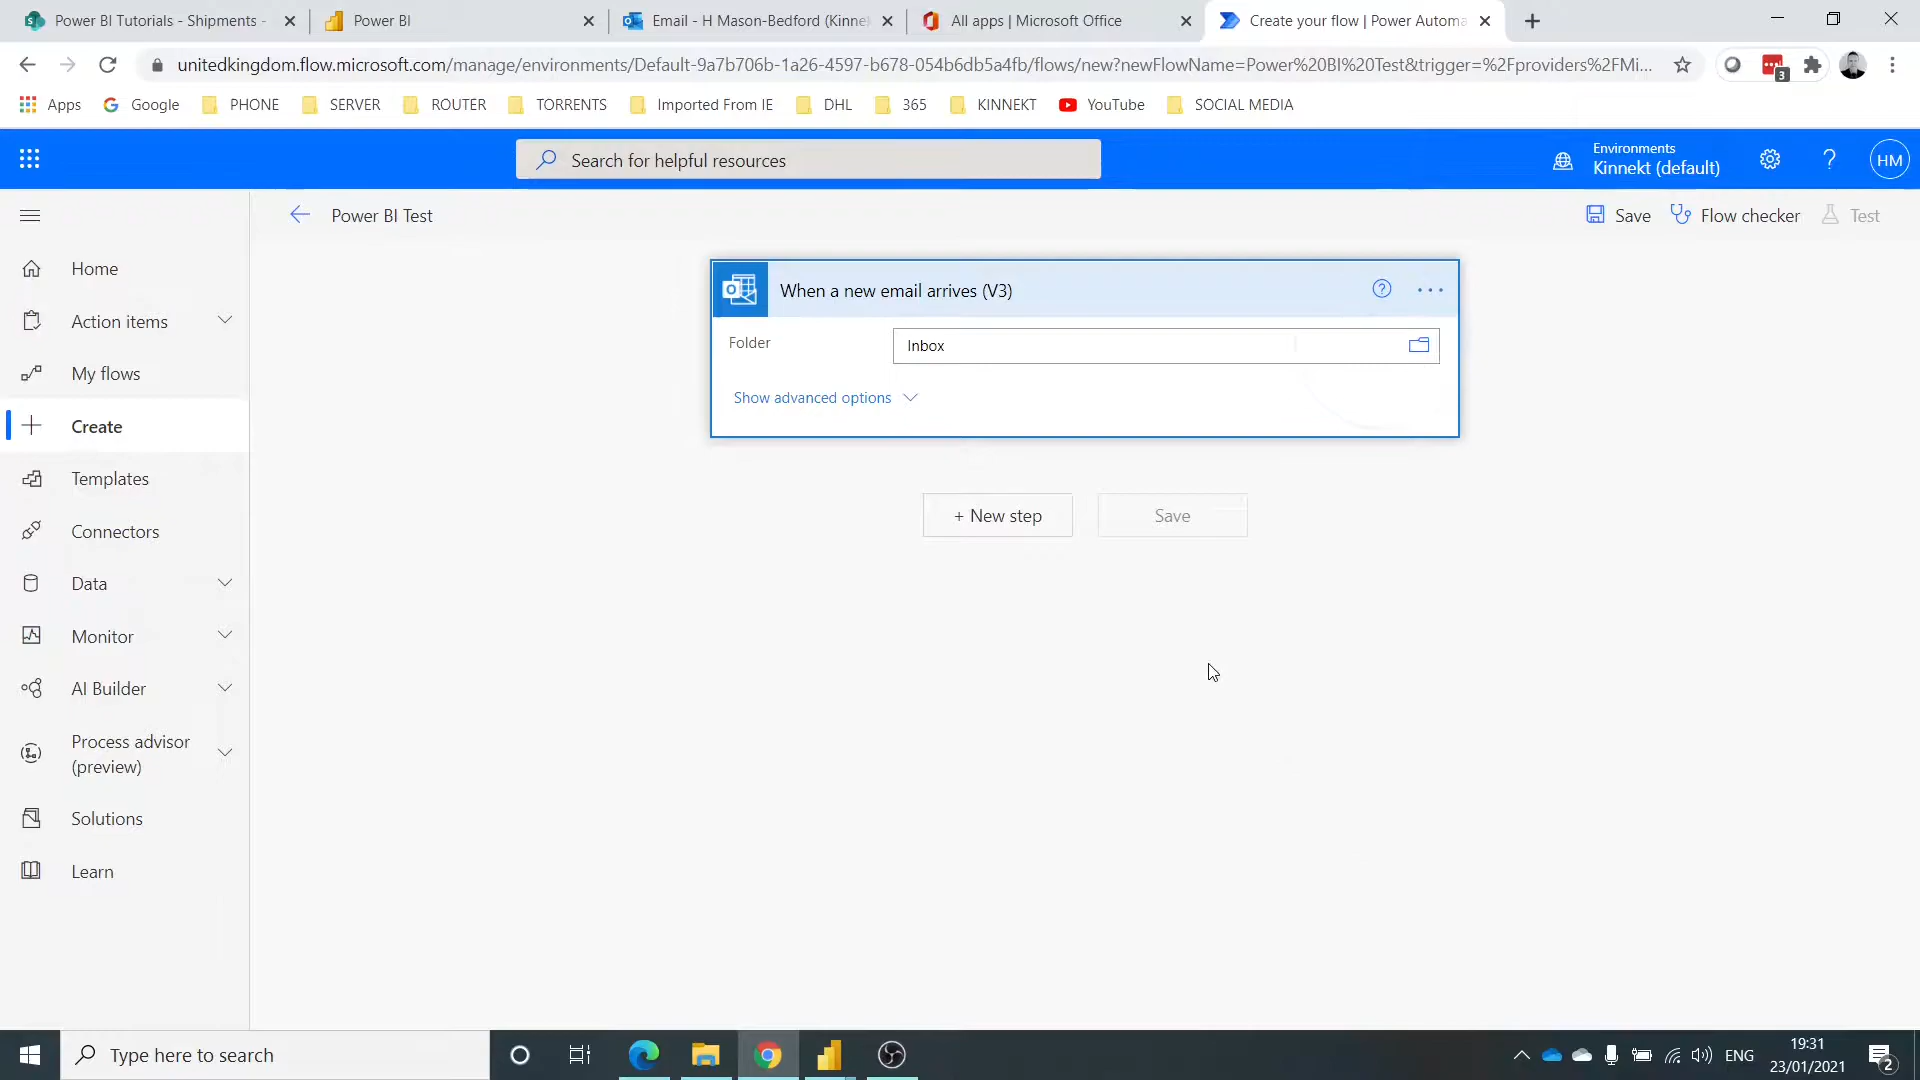 Power BI Tutorials - Shipments -
Power BI
Email - H Mason-Bedford (Kinne
All apps | Microsoft Office
Create your flow | Power Automa
unitedkingdom.flow.microsoft.com/manage/environments/Default-9a7b706b-1a26-4597-b678-054b6db5a4fb/flows/new?newFlowName=Power%20BI%20Test&trigger=%2Fproviders%2FMi...
3
Apps
Google
PHONE
SERVER
ROUTER
TORRENTS
Imported From IE
DHL
365
KINNEKT
YouTube
SOCIAL MEDIA
Search for helpful resources
Environments
Kinnekt (default)
HM
Power BI Test
Save
Flow checker
Test
Home
Action items
My flows
Create
Templates
Connectors
Data
Monitor
AI Builder
Process advisor
(preview)
Solutions
Learn
When a new email arrives (V3)
Folder
Inbox
Show advanced options
+ New step
Save
Type here to search
ENG
19:31
23/01/2021
2